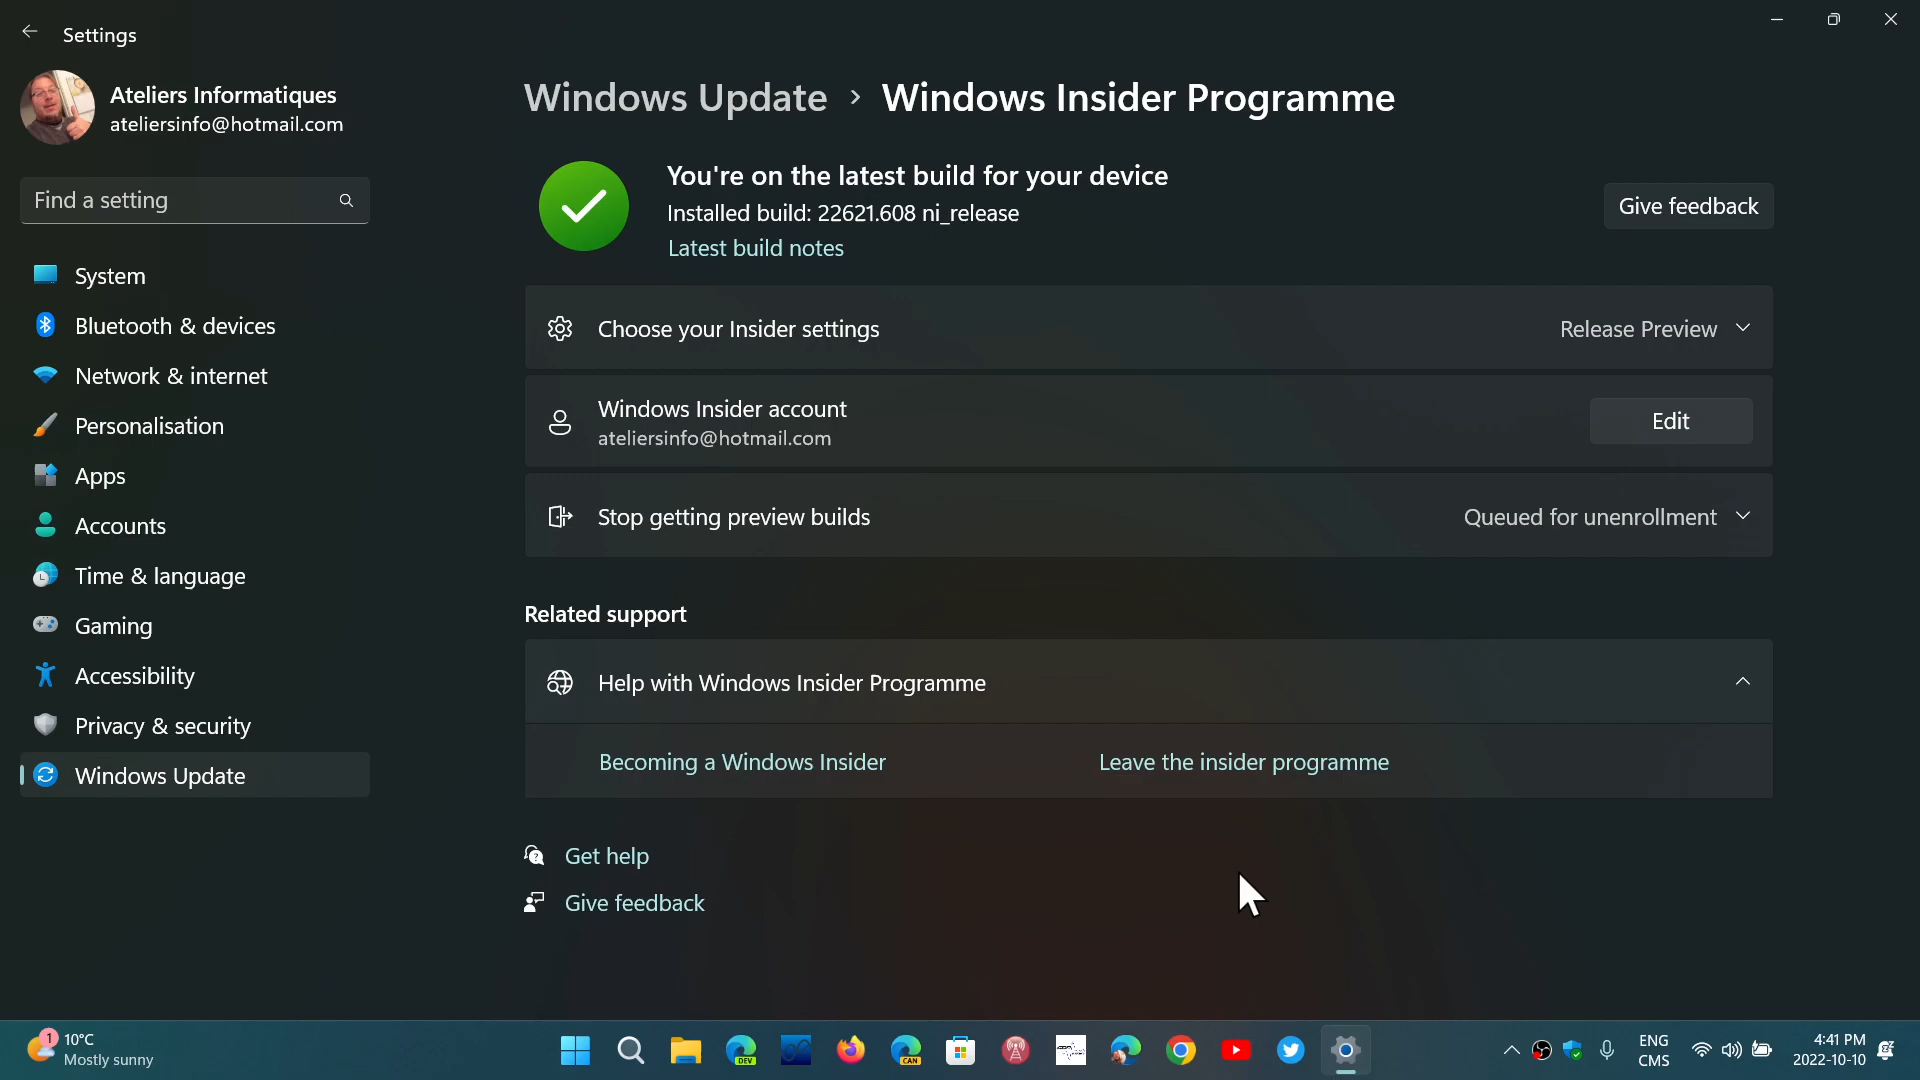 Settings
Ateliers Informatiques
ateliersinfo@hotmail.com
Find a setting
System
Bluetooth & devices
Network & internet
Personalisation
Apps
Accounts
Time & language
Gaming
Accessibility
Privacy & security
Windows Update
Windows Update > Windows Insider Programme
You're on the latest build for your device
Installed build: 22621.608 ni_release
Latest build notes
Give feedback
Choose your Insider settings Release Preview
Windows Insider account
ateliersinfo@hotmail.com
Edit
Stop getting preview builds Queued for unenrollment
Related support
Help with Windows Insider Programme
Becoming a Windows Insider Leave the insider programme
Get help
Give feedback
1
10°C
Mostly sunny
DEV
CAN
ENG
CMS
4:41 PM
2022-10-10